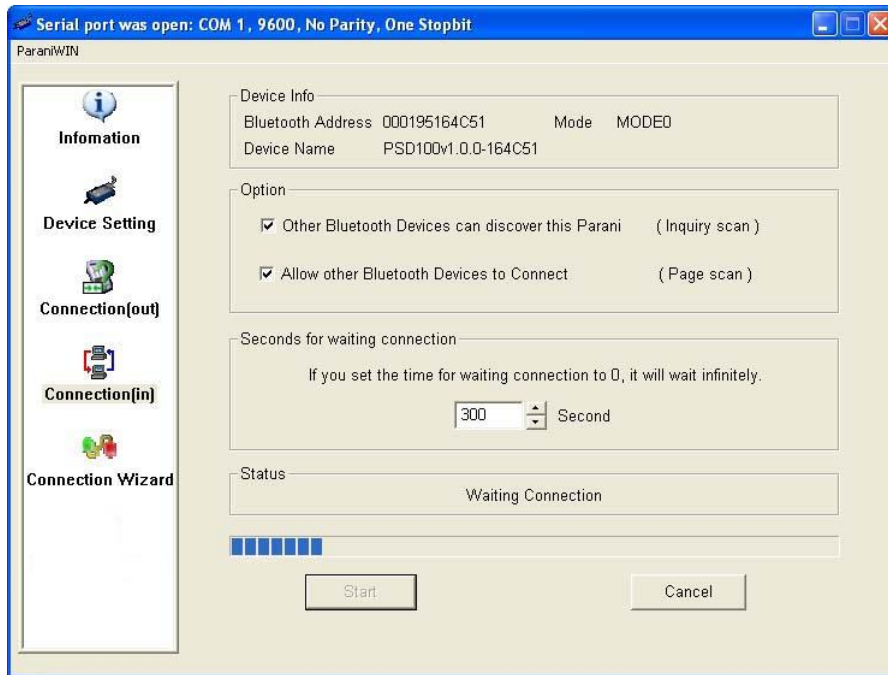 Serial port was open: COM 1, 9600, No Parity, One Stopbit
ParaniWIN
Infomation
Device Setting
Connection(out)
Connection(in)
Connection Wizard
Device Info
Bluetooth Address 000195164C51 Mode MODE0
Device Name PSD100v1.0.0-164C51
Option
Other Bluetooth Devices can discover this Parani ( Inquiry scan )
Allow other Bluetooth Devices to Connect ( Page scan )
Seconds for waiting connection
If you set the time for waiting connection to 0, it will wait infinitely.
300 Second
Status
Waiting Connection
Start Cancel